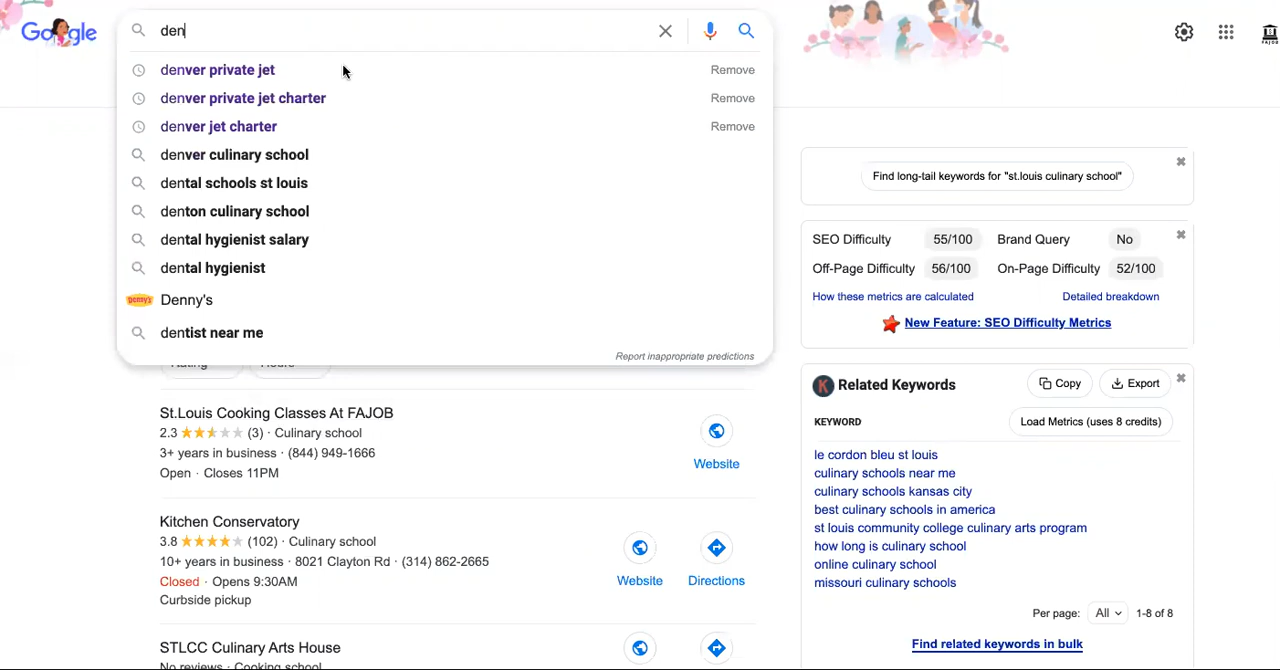 Google
den
denver private jet Remove
denver private jet charter Remove
denver jet charter Remove
denver culinary school
dental schools st louis
denton culinary school
dental hygienist salary
dental hygienist
Denny's Denny's
dentist near me
Report inappropriate predictions
Rating Hours
St.Louis Cooking Classes At FAJOB
2.3 (3) · Culinary school
3+ years in business · (844) 949-1666
Open · Closes 11PM
Website
Kitchen Conservatory
3.8 (102) · Culinary school
10+ years in business · 8021 Clayton Rd · (314) 862-2665
Closed · Opens 9:30AM
Curbside pickup
Website Directions
STLCC Culinary Arts House
No reviews · Cooking school
FAJOB
Find long-tail keywords for "st.louis culinary school"
SEO Difficulty 55/100 Brand Query No
Off-Page Difficulty 56/100 On-Page Difficulty 52/100
How these metrics are calculated Detailed breakdown
New Feature: SEO Difficulty Metrics
K Related Keywords Copy Export
KEYWORD Load Metrics (uses 8 credits)
le cordon bleu st louis
culinary schools near me
culinary schools kansas city
best culinary schools in america
st louis community college culinary arts program
how long is culinary school
online culinary school
missouri culinary schools
Per page: All 1-8 of 8
Find related keywords in bulk